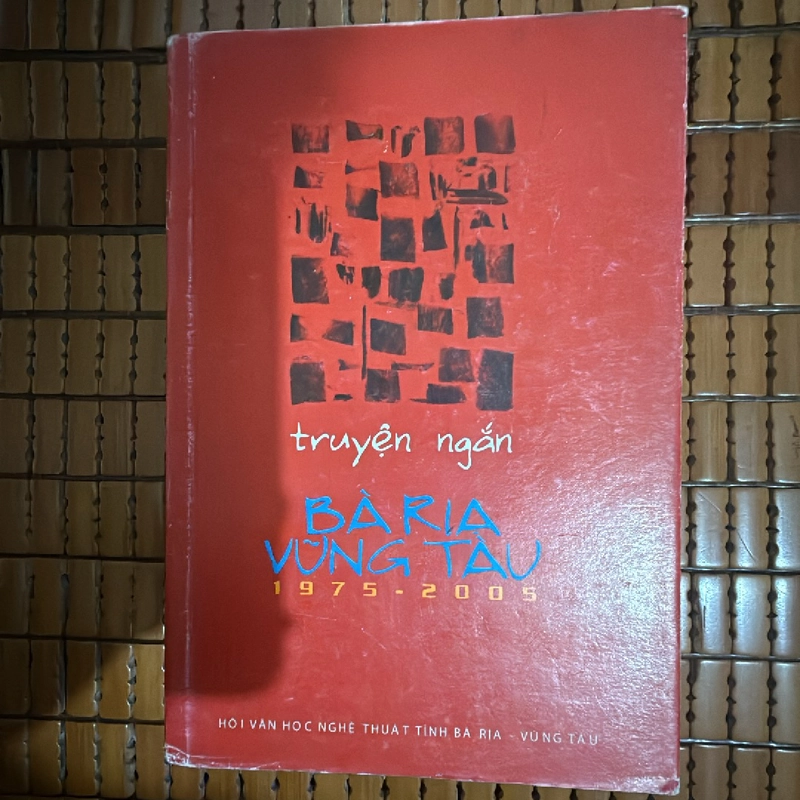 truyện ngắn
BÀ RỊA
VŨNG TÀU
1975-2005
HỘI VĂN HỌC NGHỆ THUẬT TỈNH BÀ RỊA - VŨNG TÀU